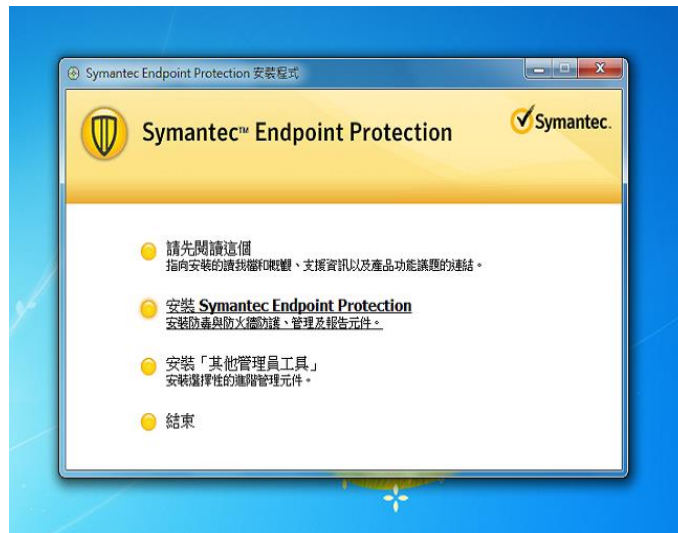 Symantec Endpoint Protection 安裝程式
Symantec™ Endpoint Protection
Symantec.
請先閱讀這個
指向安裝的讀我檔和概觀、支援資訊以及產品功能議題的連結。
安裝 Symantec Endpoint Protection
安裝防毒與防火牆防護、管理及報告元件。
安裝「其他管理員工具」
安裝選擇性的進階管理元件。
結束